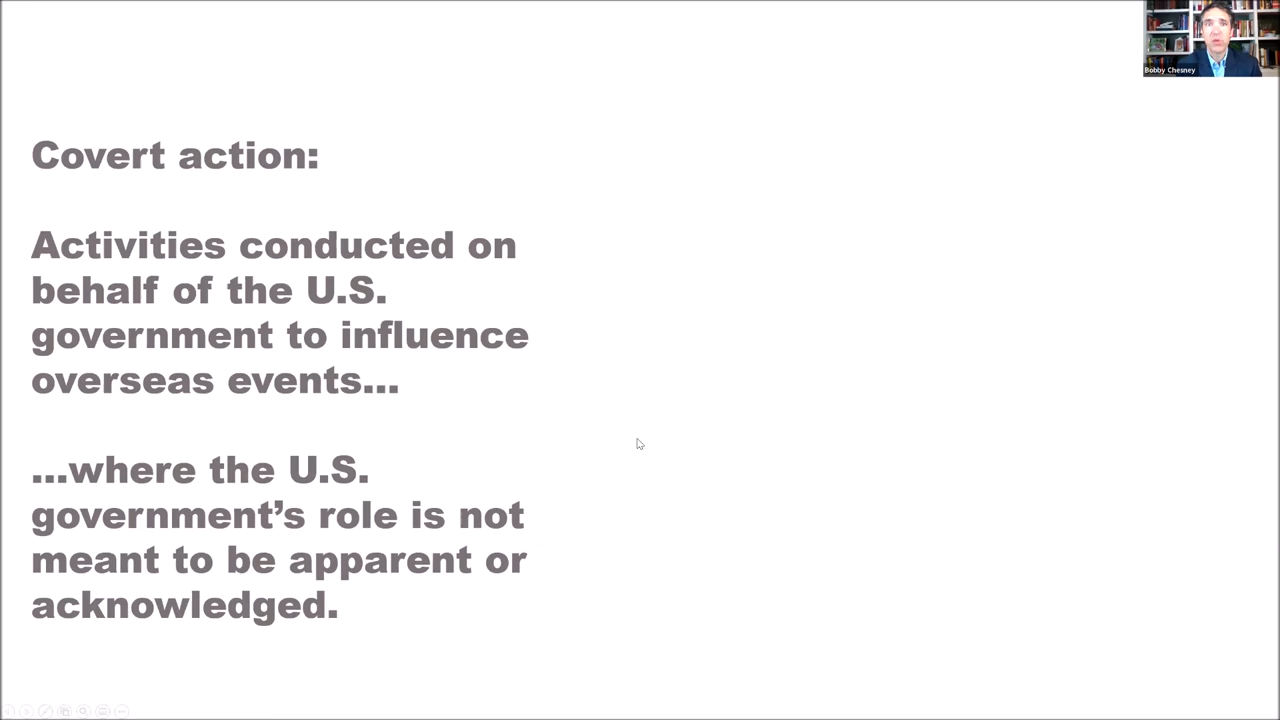 Bobby Chesney
Covert action:
Activities conducted on
behalf of the U.S.
government to influence
overseas events...
...where the U.S.
government’s role is not
meant to be apparent or
acknowledged.